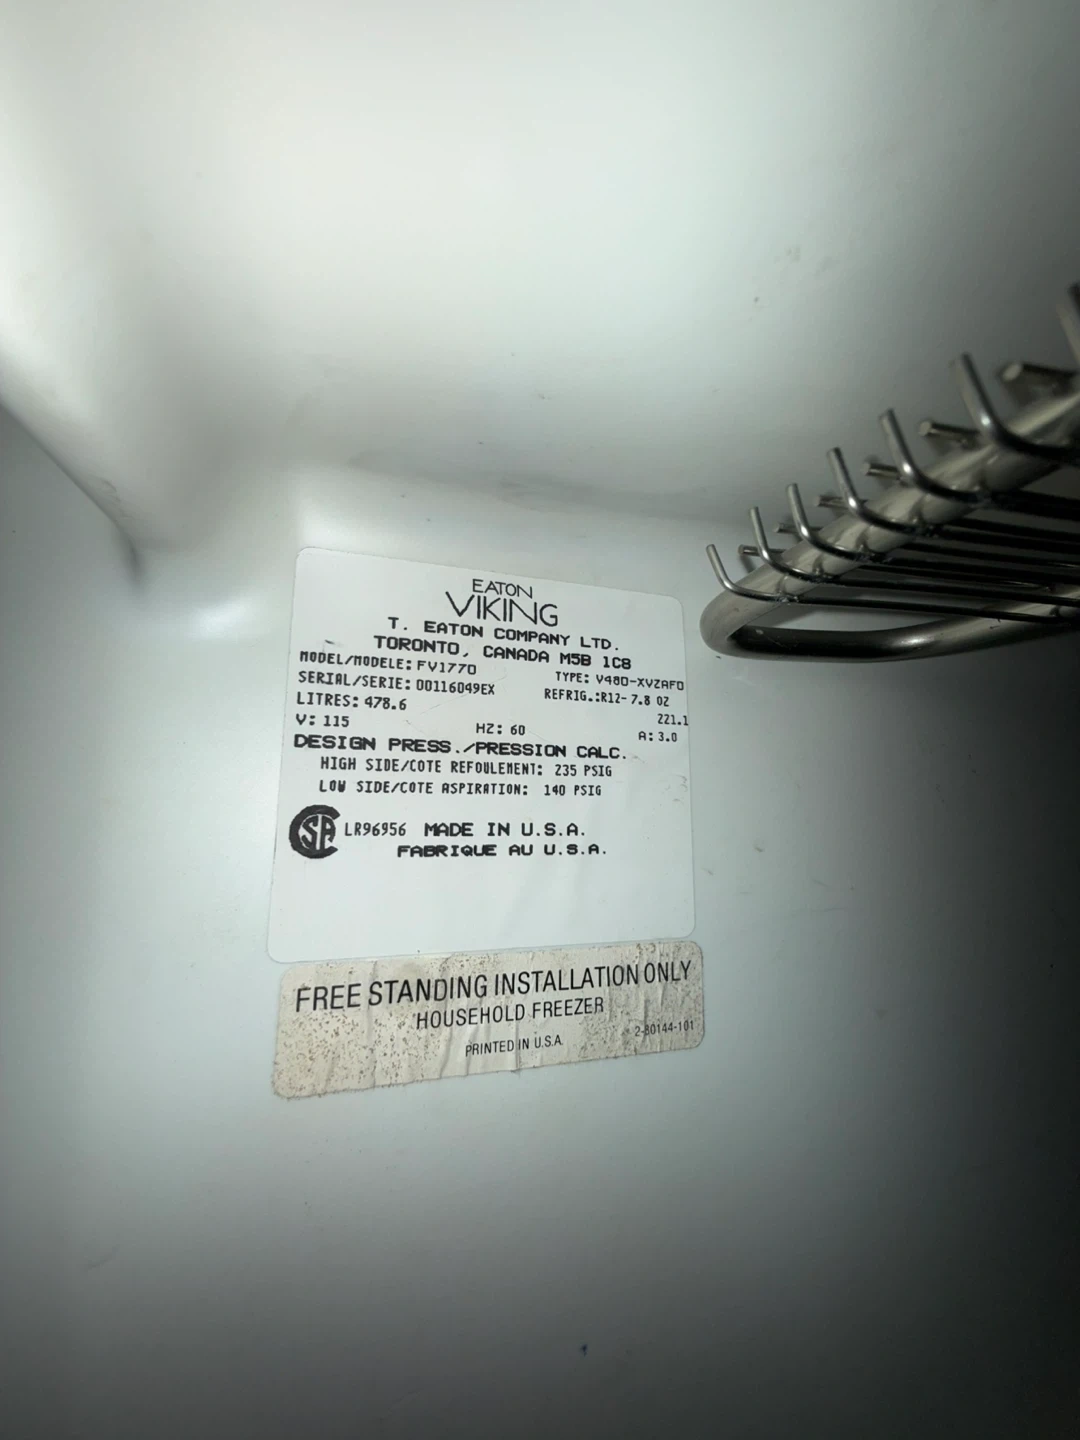 EATON
VIKING
T. EATON COMPANY LTD.
TORONTO, CANADA M5B 1C8
MODEL/MODELE: FV1770 TYPE: V480-XVZAFO
SERIAL/SERIE: 00116049EX REFRIG.:R12- 7.8 OZ
LITRES: 478.6 221.1
V: 115 HZ: 60 A: 3.0
DESIGN PRESS./PRESSION CALC.
HIGH SIDE/COTE REFOULEMENT: 235 PSIG
LOW SIDE/COTE ASPIRATION: 140 PSIG
SA LR96956 MADE IN U.S.A.
FABRIQUE AU U.S.A.
FREE STANDING INSTALLATION ONLY
HOUSEHOLD FREEZER
2-80144-101
PRINTED IN U.S.A.